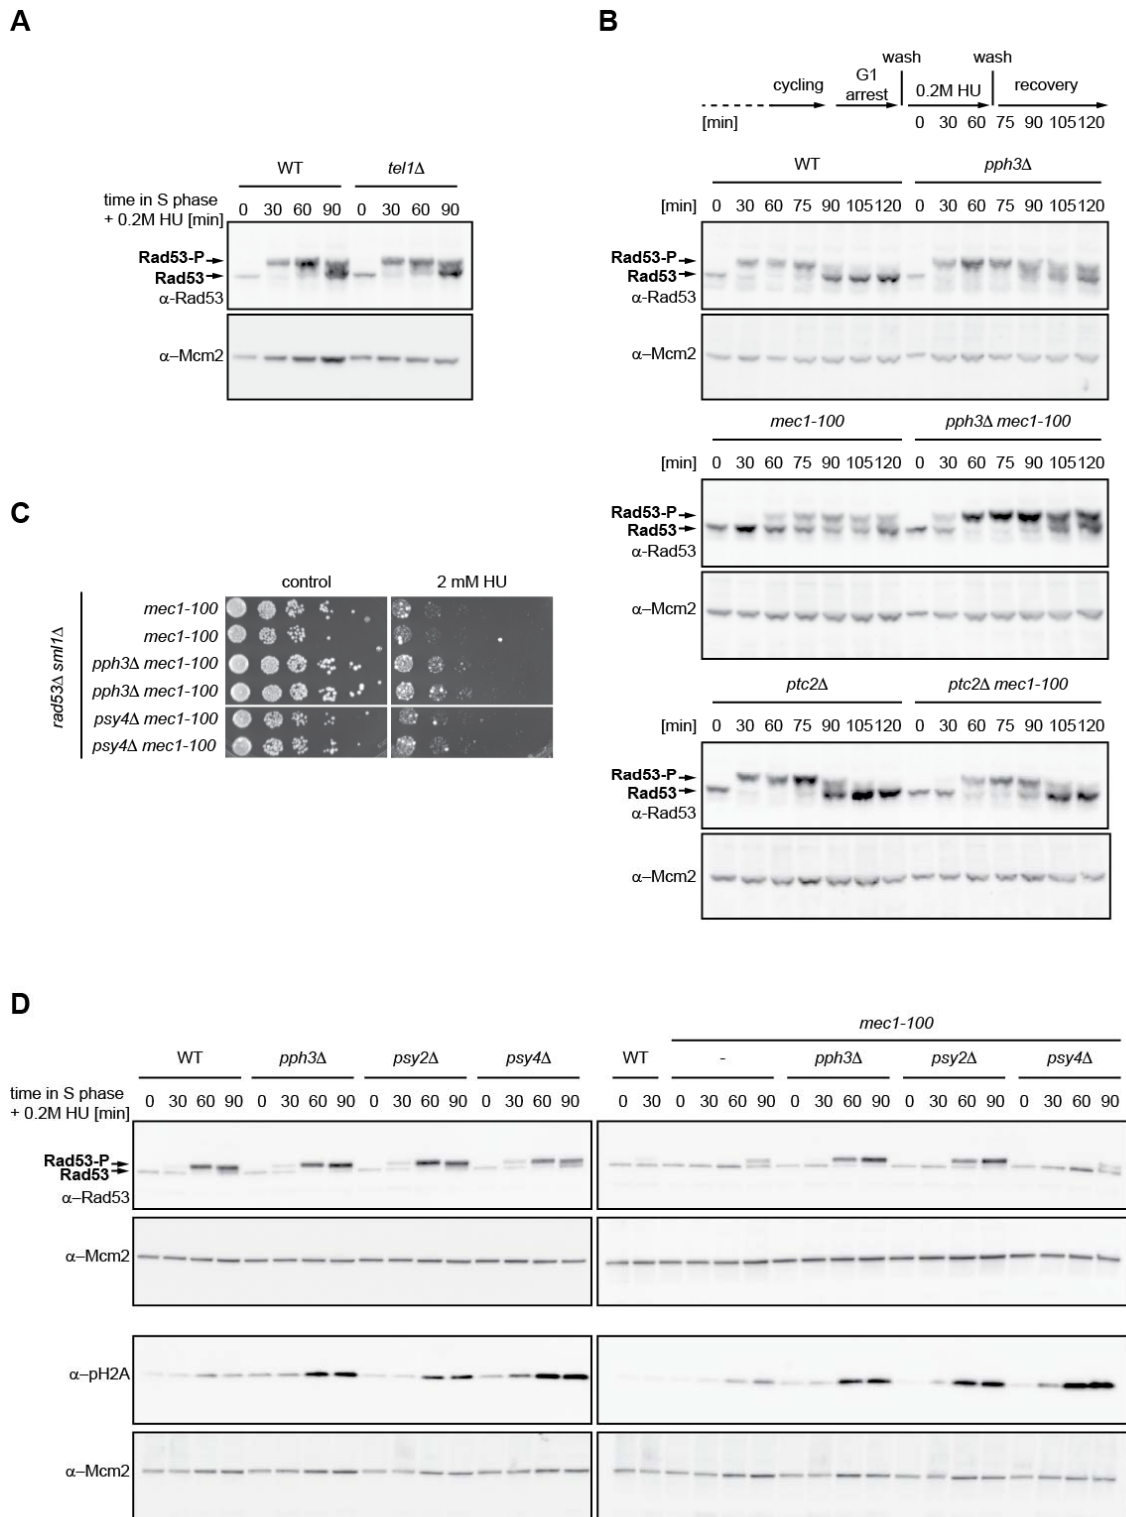 A
WT tel1Δ
time in S phase
+ 0.2M HU [min] 0 30 60 90 0 30 60 90
Rad53-P
Rad53
α-Rad53
α–Mcm2
B
wash wash
cycling G1 arrest 0.2M HU recovery
[min] 0 30 60 75 90 105 120
WT pph3Δ
[min] 0 30 60 75 90 105 120 0 30 60 75 90 105 120
Rad53-P
Rad53
α-Rad53
α–Mcm2
mec1-100 pph3Δ mec1-100
[min] 0 30 60 75 90 105 120 0 30 60 75 90 105 120
Rad53-P
Rad53
α-Rad53
α–Mcm2
ptc2Δ ptc2Δ mec1-100
[min] 0 30 60 75 90 105 120 0 30 60 75 90 105 120
Rad53-P
Rad53
α-Rad53
α–Mcm2
C
control 2 mM HU
rad53Δ sml1Δ
mec1-100
mec1-100
pph3Δ mec1-100
pph3Δ mec1-100
psy4Δ mec1-100
psy4Δ mec1-100
D
mec1-100
WT pph3Δ psy2Δ psy4Δ WT - pph3Δ psy2Δ psy4Δ
time in S phase
+ 0.2M HU [min] 0 30 60 90 0 30 60 90 0 30 60 90 0 30 60 90 0 30 0 30 60 90 0 30 60 90 0 30 60 90 0 30 60 90
Rad53-P
Rad53
α–Rad53
α–Mcm2
α–pH2A
α–Mcm2